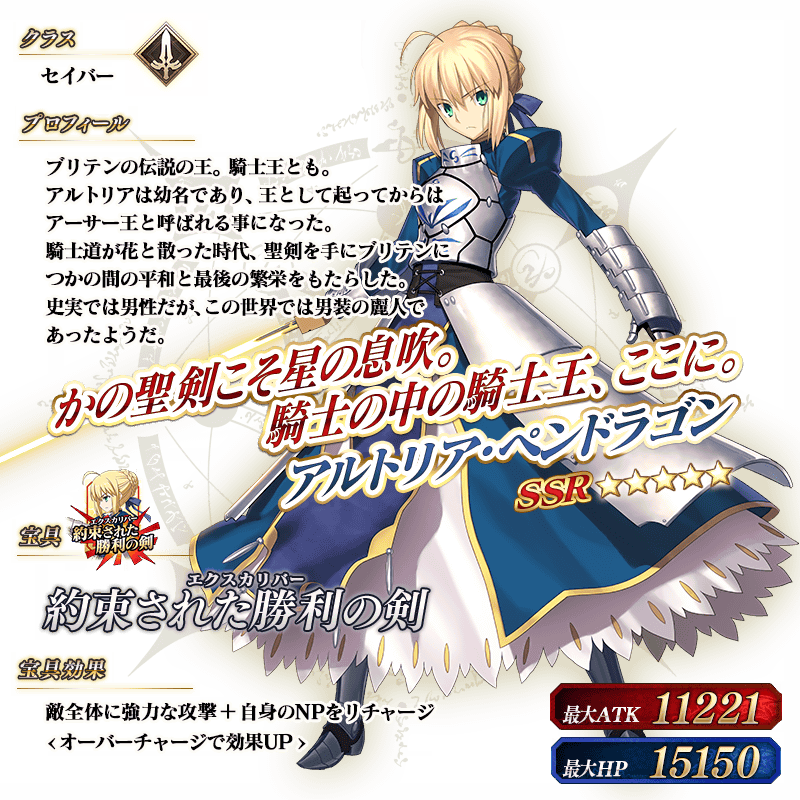 クラス
セイバー
プロフィール
ブリテンの伝説の王。騎士王とも。
アルトリアは幼名であり、王として起ってからは
アーサー王と呼ばれる事になった。
騎士道が花と散った時代、聖剣を手にブリテンに
つかの間の平和と最後の繁栄をもたらした。
史実では男性だが、この世界では男装の麗人で
あったようだ。
かの聖剣こそ星の息吹。
騎士の中の騎士王、ここに。
アルトリア・ペンドラゴン
SSR ★★★★★
宝具
エクスカリバー
約束された
勝利の剣
エクスカリバー
約束された勝利の剣
宝具効果
敵全体に強力な攻撃＋自身のNPをリチャージ
<オーバーチャージで効果UP>
最大ATK 11221
最大HP 15150